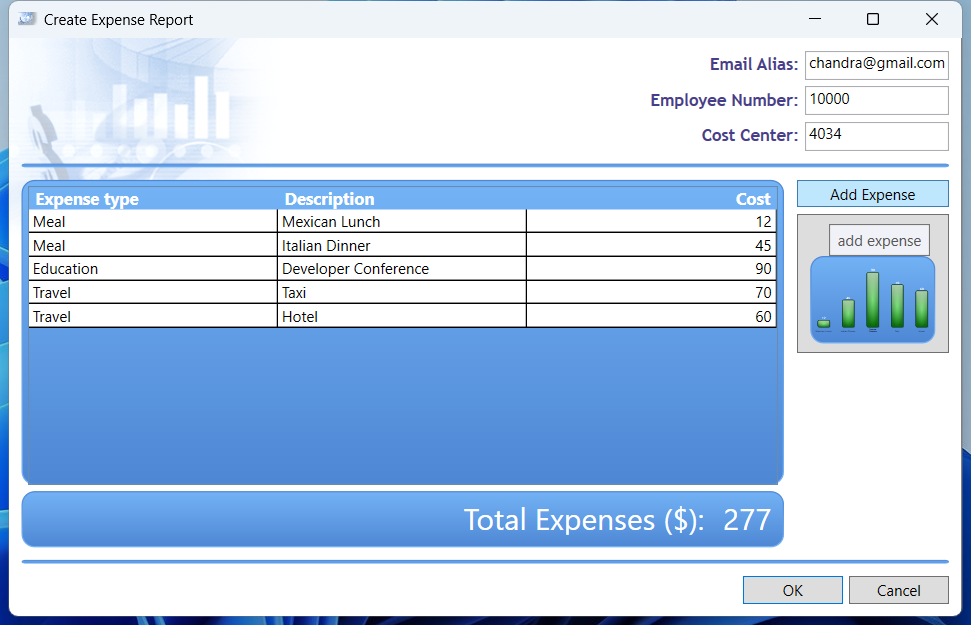 Create Expense Report
Email Alias: chandra@gmail.com
Employee Number: 10000
Cost Center: 4034
Expense type Description Cost
Meal Mexican Lunch 12
Meal Italian Dinner 45
Education Developer Conference 90
Travel Taxi 70
Travel Hotel 60
Add Expense
add expense
Total Expenses ($): 277
OK Cancel